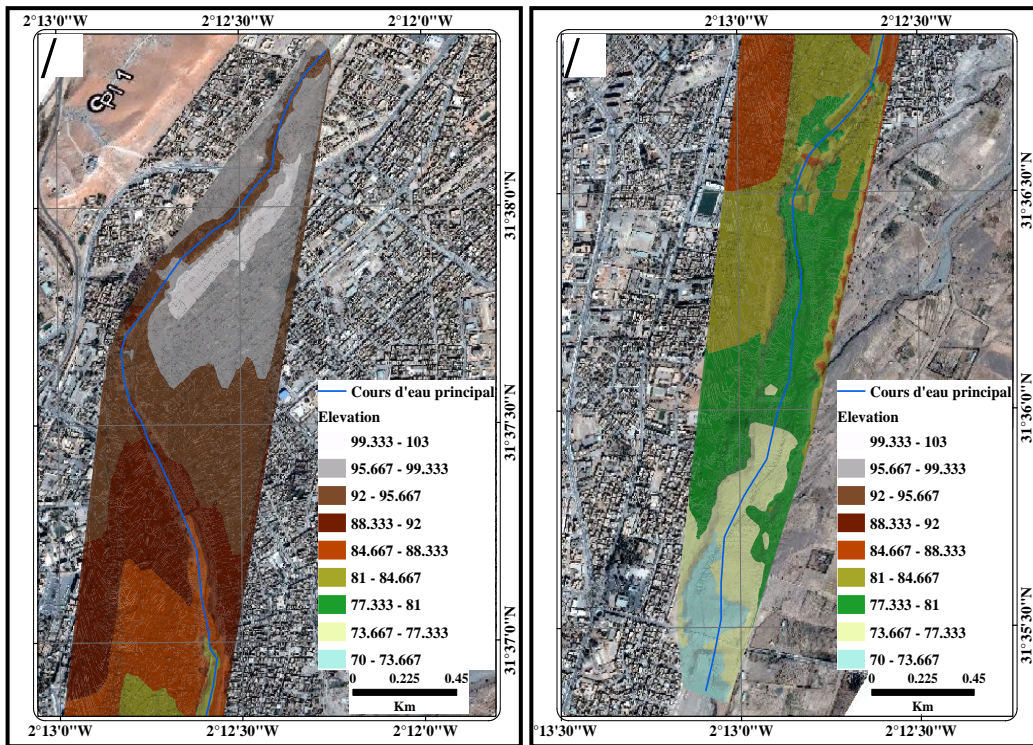 2°13'0"W 2°12'30"W 2°12'0"W
31°38'0"N
31°37'30"N
31°37'0"N
Cours d'eau principal
Elevation
99.333 - 103
95.667 - 99.333
92 - 95.667
88.333 - 92
84.667 - 88.333
81 - 84.667
77.333 - 81
73.667 - 77.333
70 - 73.667
0 0.225 0.45
Km
2°13'0"W 2°12'30"W 2°12'0"W
2°13'0"W 2°12'30"W
31°36'30"N
31°36'0"N
31°35'30"N
Cours d'eau principal
Elevation
99.333 - 103
95.667 - 99.333
92 - 95.667
88.333 - 92
84.667 - 88.333
81 - 84.667
77.333 - 81
73.667 - 77.333
70 - 73.667
0 0.225 0.45
Km
2°13'30"W 2°13'0"W 2°12'30"W